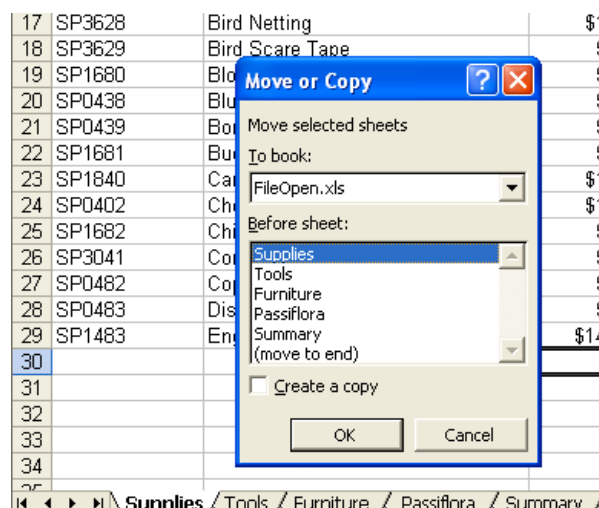 17 SP3628 Bird Netting
18 SP3629 Bird Scare Tape
19 SP1680
20 SP0438
21 SP0439
22 SP1681
23 SP1840
24 SP0402
25 SP1682
26 SP3041
27 SP0482
28 SP0483
29 SP1483
30
31
32
33
34
Move or Copy
Move selected sheets
To book:
FileOpen.xls
Before sheet:
Supplies
Tools
Furniture
Passiflora
Summary
(move to end)
Create a copy
OK Cancel
Supplies Tools Furniture Passiflora Summary